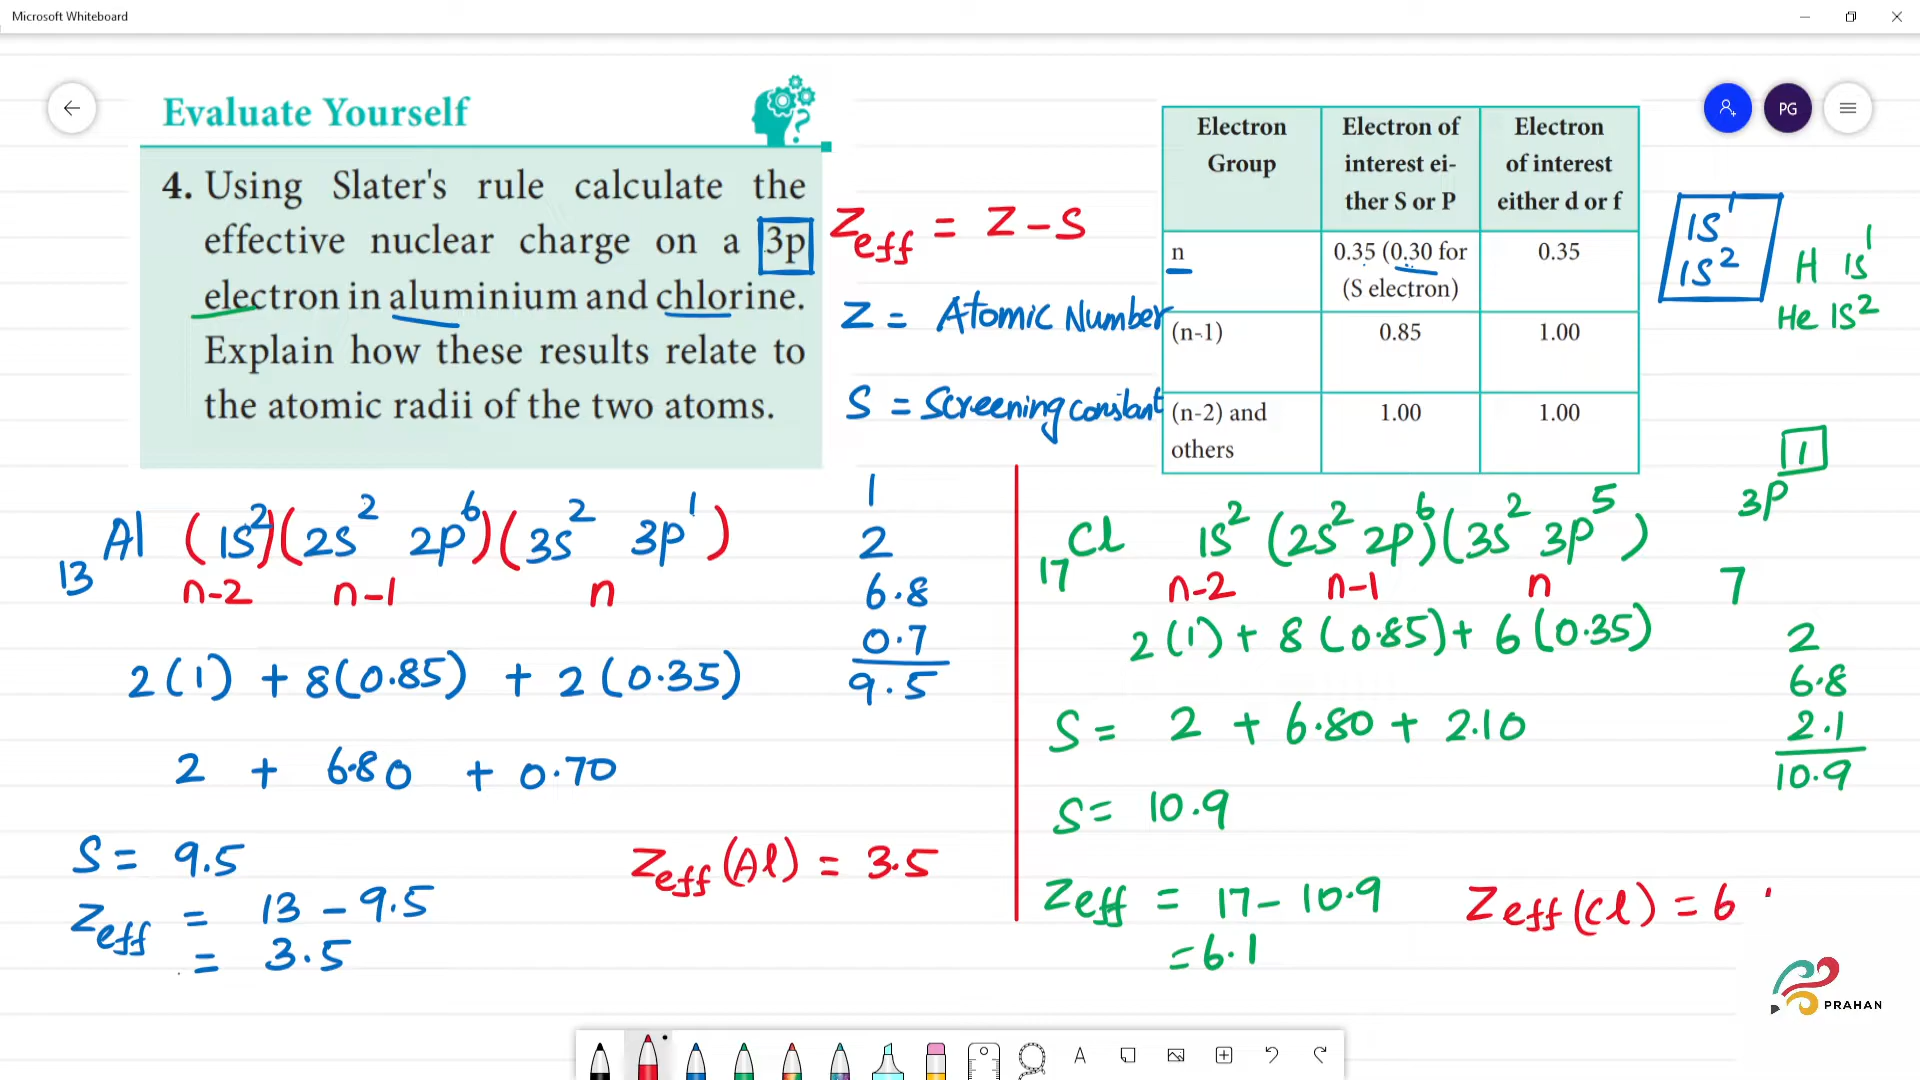 Microsoft Whiteboard
Evaluate Yourself
4. Using Slater's rule calculate the
effective nuclear charge on a 3p
electron in aluminium and chlorine.
Explain how these results relate to
the atomic radii of the two atoms.
Zeff = Z - S
Z = Atomic Number
S = Screening constant
Electron Group
Electron of interest ei-ther S or P
Electron of interest either d or f
n
0.35 (0.30 for (S electron)
0.35
(n-1)
0.85
1.00
(n-2) and others
1.00
1.00
1S¹
1S²
H 1S¹
He 1S²
PG
13 Al (1S²)(2S² 2P⁶)(3S² 3P¹)
n-2 n-1 n
2(1) + 8(0.85) + 2(0.35)
2 + 6.80 + 0.70
S = 9.5
Zeff = 13 - 9.5
= 3.5
1
2
6.8
0.7
9.5
Zeff (Al) = 3.5
17 Cl 1S² (2S² 2P⁶)(3S² 3P⁵)
n-2 n-1 n
2(1) + 8(0.85) + 6(0.35)
S = 2 + 6.80 + 2.10
S = 10.9
Zeff = 17 - 10.9
= 6.1
1
3P
7
2
6.8
2.1
10.9
Zeff (Cl) = 6
PRAHAN